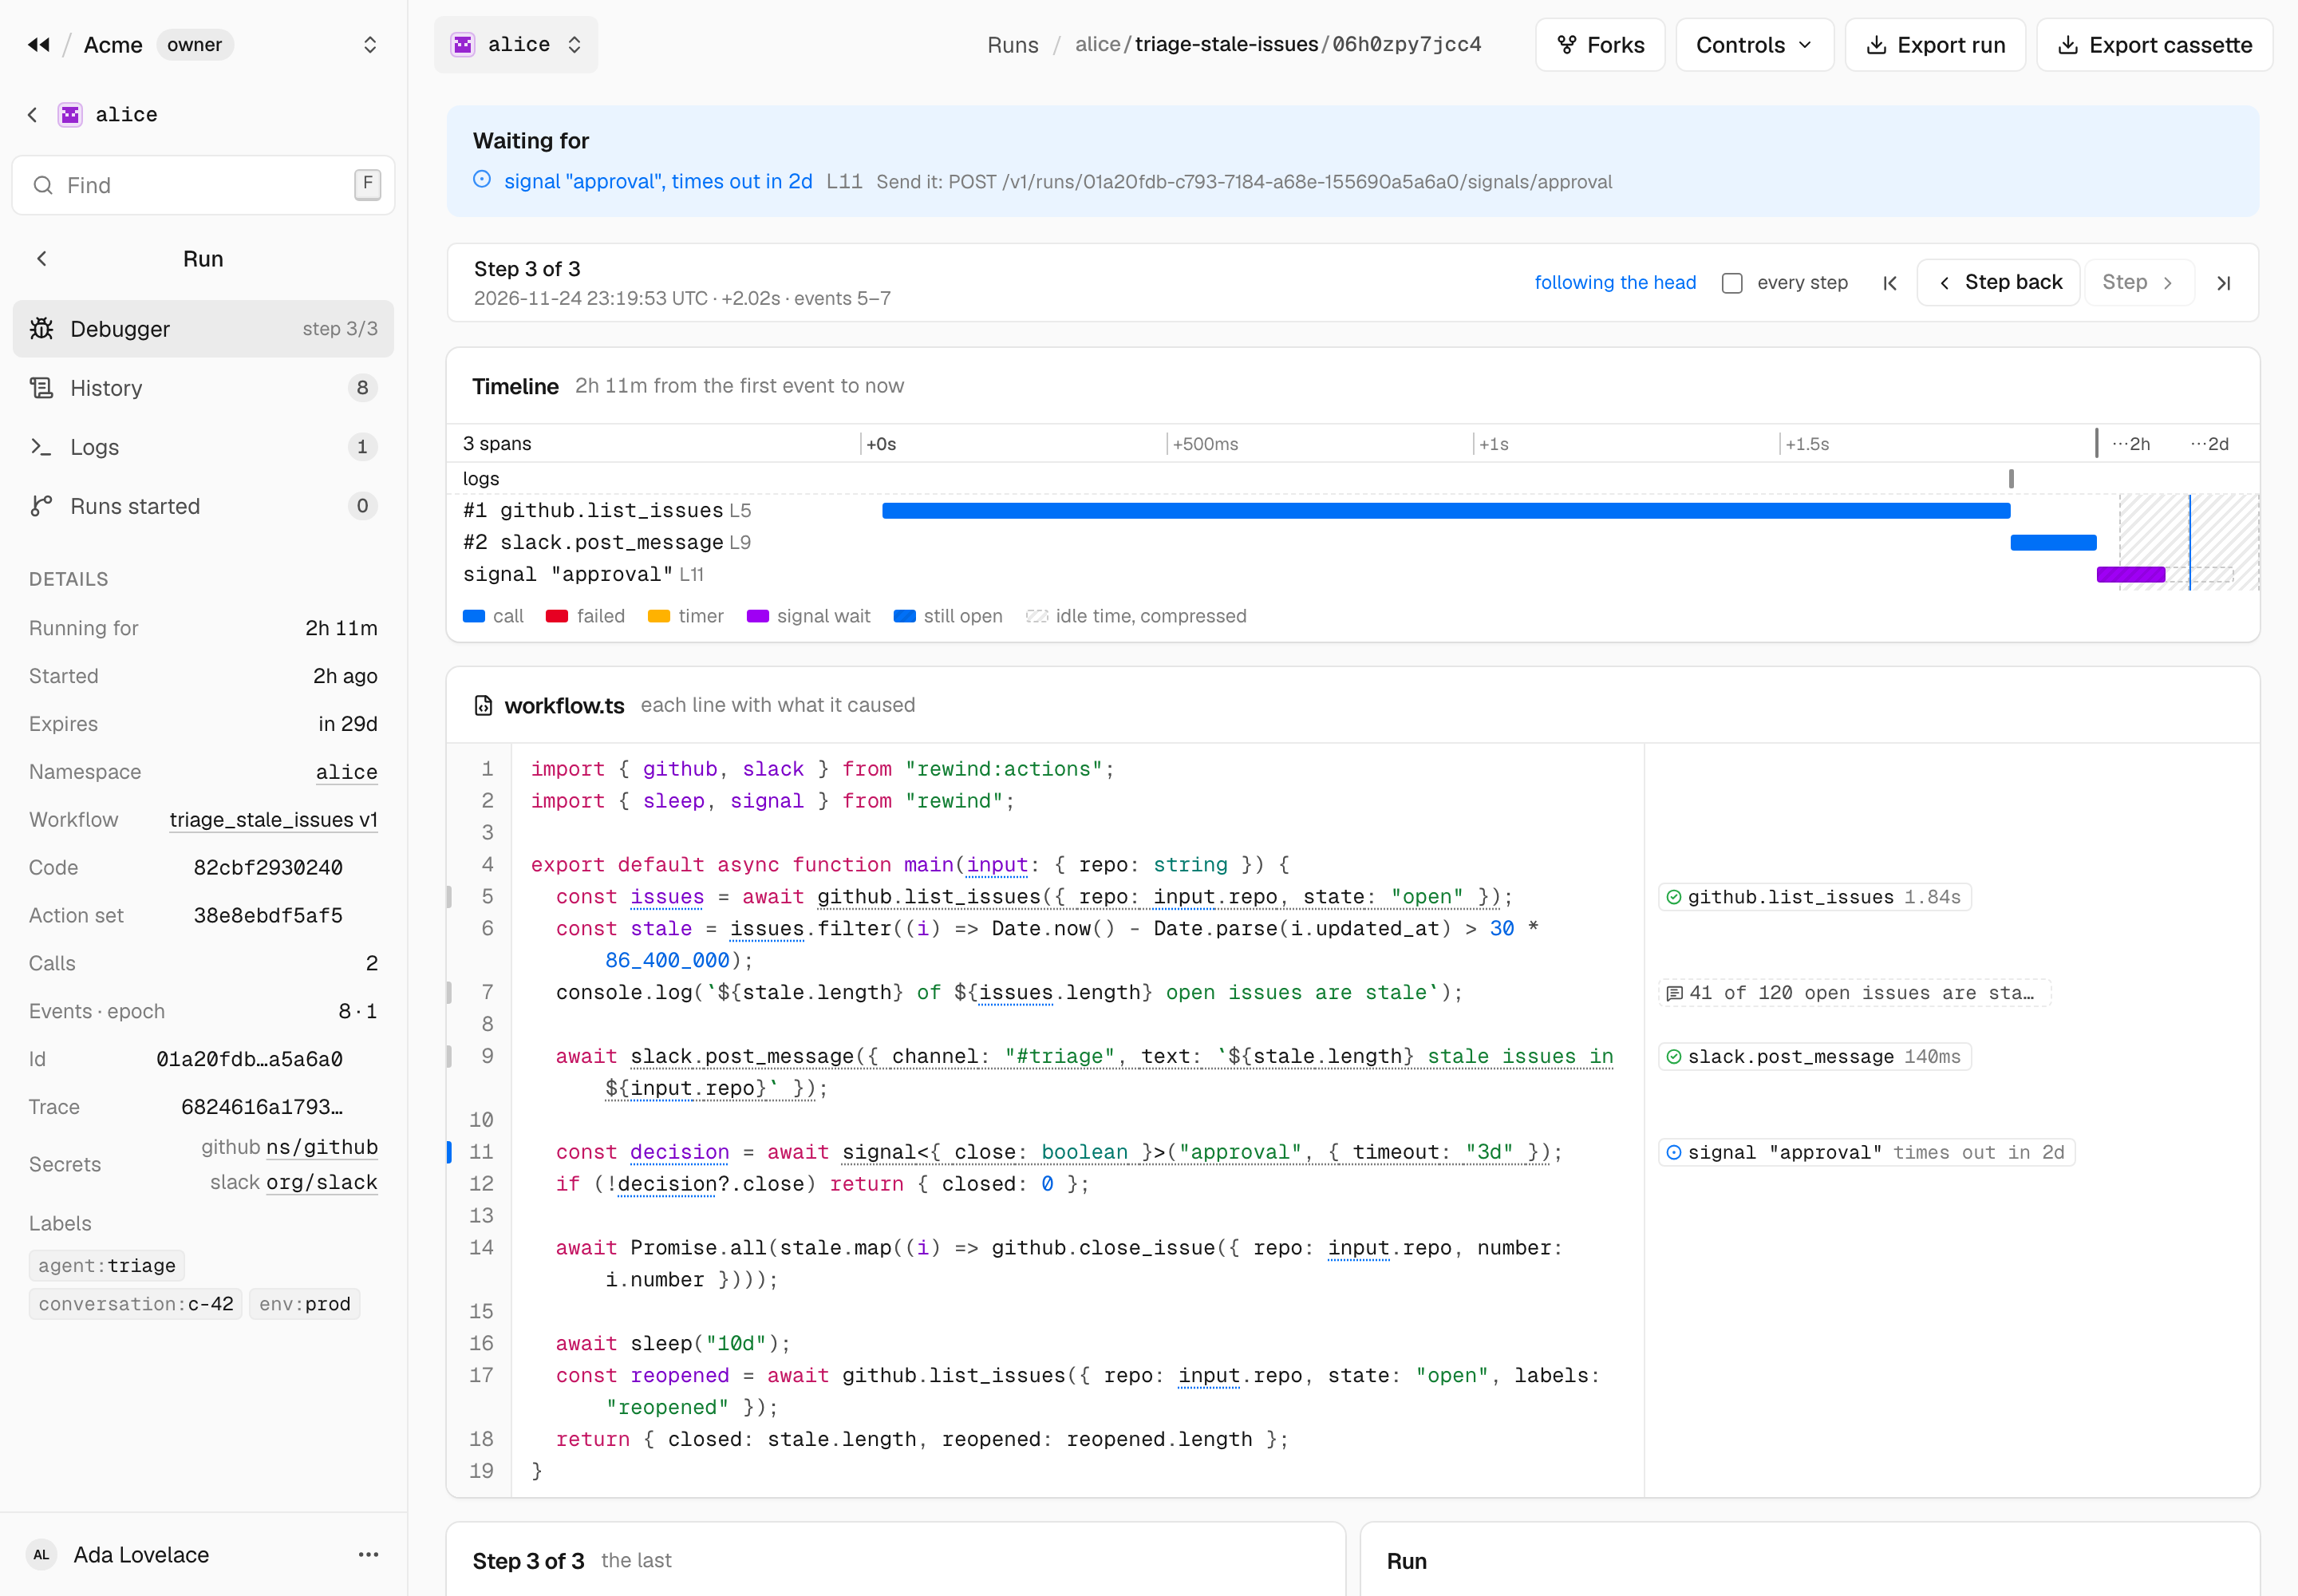 / Acme owner
alice
Find F
Run
Debugger step 3/3
History 8
Logs 1
Runs started 0
DETAILS
Running for 2h 11m
Started 2h ago
Expires in 29d
Namespace alice
Workflow triage_stale_issues v1
Code 82cbf2930240
Action set 38e8ebdf5af5
Calls 2
Events · epoch 8 · 1
Id 01a20fdb…a5a6a0
Trace 6824616a1793…
Secrets github ns/github
slack org/slack
Labels
agent:triage
conversation:c-42 env:prod
AL Ada Lovelace
alice
Runs / alice/triage-stale-issues/06h0zpy7jcc4
Forks
Controls
Export run
Export cassette
Waiting for
signal "approval", times out in 2d L11 Send it: POST /v1/runs/01a20fdb-c793-7184-a68e-155690a5a6a0/signals/approval
Step 3 of 3
2026-11-24 23:19:53 UTC · +2.02s · events 5–7
following the head every step Step back Step
Timeline 2h 11m from the first event to now
3 spans +0s +500ms +1s +1.5s ···2h ···2d
logs
#1 github.list_issues L5
#2 slack.post_message L9
signal "approval" L11
call failed timer signal wait still open idle time, compressed
workflow.ts each line with what it caused
1 import { github, slack } from "rewind:actions";
2 import { sleep, signal } from "rewind";
3
4 export default async function main(input: { repo: string }) {
5 const issues = await github.list_issues({ repo: input.repo, state: "open" }); github.list_issues 1.84s
6 const stale = issues.filter((i) => Date.now() - Date.parse(i.updated_at) > 30 *
86_400_000);
7 console.log(`${stale.length} of ${issues.length} open issues are stale`); 41 of 120 open issues are sta…
8
9 await slack.post_message({ channel: "#triage", text: `${stale.length} stale issues in slack.post_message 140ms
${input.repo}` });
10
11 const decision = await signal<{ close: boolean }>("approval", { timeout: "3d" }); signal "approval" times out in 2d
12 if (!decision?.close) return { closed: 0 };
13
14 await Promise.all(stale.map((i) => github.close_issue({ repo: input.repo, number:
i.number })));
15
16 await sleep("10d");
17 const reopened = await github.list_issues({ repo: input.repo, state: "open", labels:
"reopened" });
18 return { closed: stale.length, reopened: reopened.length };
19 }
Step 3 of 3 the last
Run